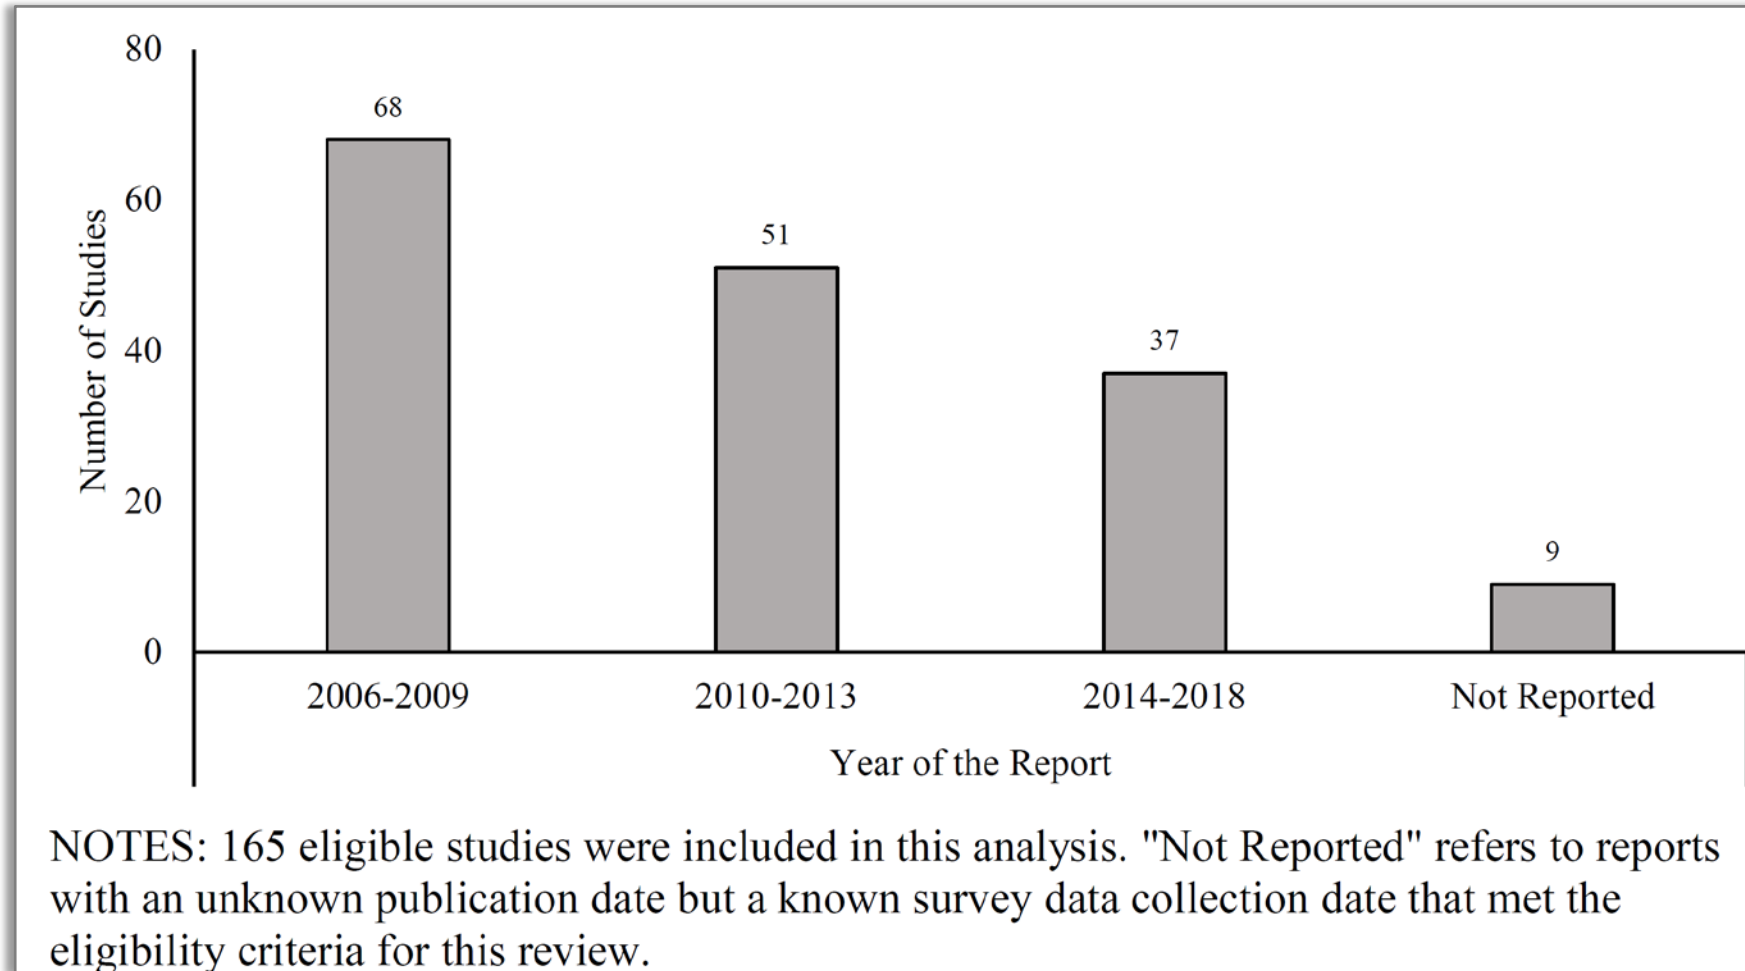 80
68
60
51
40
37
20
9
0
Number of Studies
2006-2009
2010-2013
2014-2018
Not Reported
Year of the Report
NOTES: 165 eligible studies were included in this analysis. "Not Reported" refers to reports
with an unknown publication date but a known survey data collection date that met the
eligibility criteria for this review.